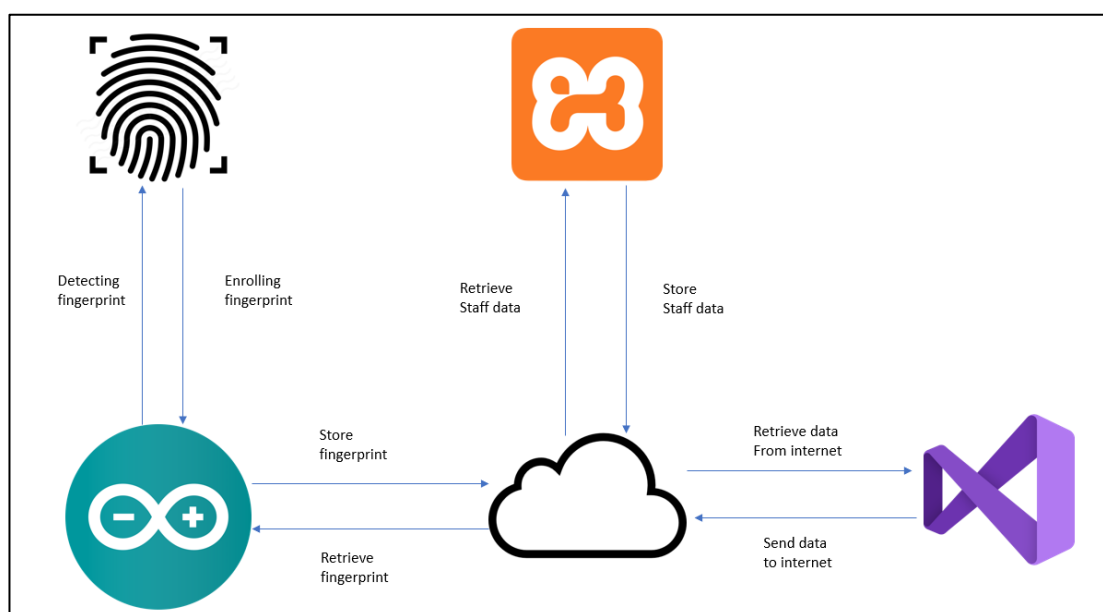 Detecting
fingerprint
Enrolling
fingerprint
Retrieve
Staff data
Store
Staff data
Store
fingerprint
Retrieve data
From internet
Retrieve
fingerprint
Send data
to internet